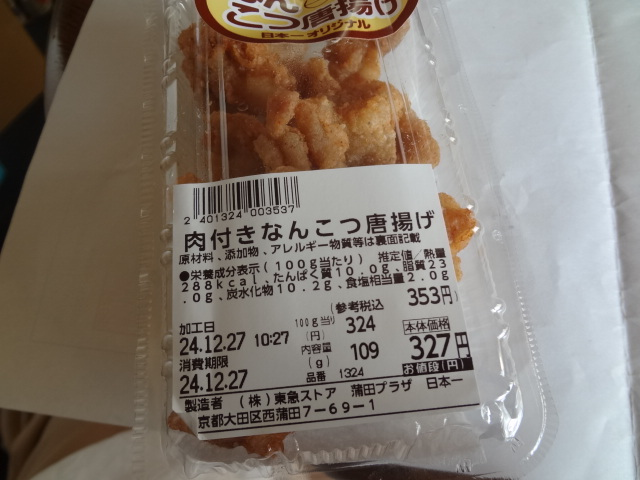 こつ唐揚げ
日本一オリジナル
2 401324 003537
肉付きなんこつ唐揚げ
原材料、添加物、アレルギー物質等は裏面記載
●栄養成分表示(100g当たり) 推定値/熱量
288kcal、たんぱく質10.0g、脂質23
.0g、炭水化物10.2g、食塩相当量2.0g
(参考税込 353円)
加工日 100g当り(円) 324 本体価格
24.12.27 10:27 327円
消費期限 内容量(g) 109 お値段(円)
24.12.27 品番 1324
製造者 (株)東急ストア 蒲田プラザ 日本一
京都大田区西蒲田7-69-1